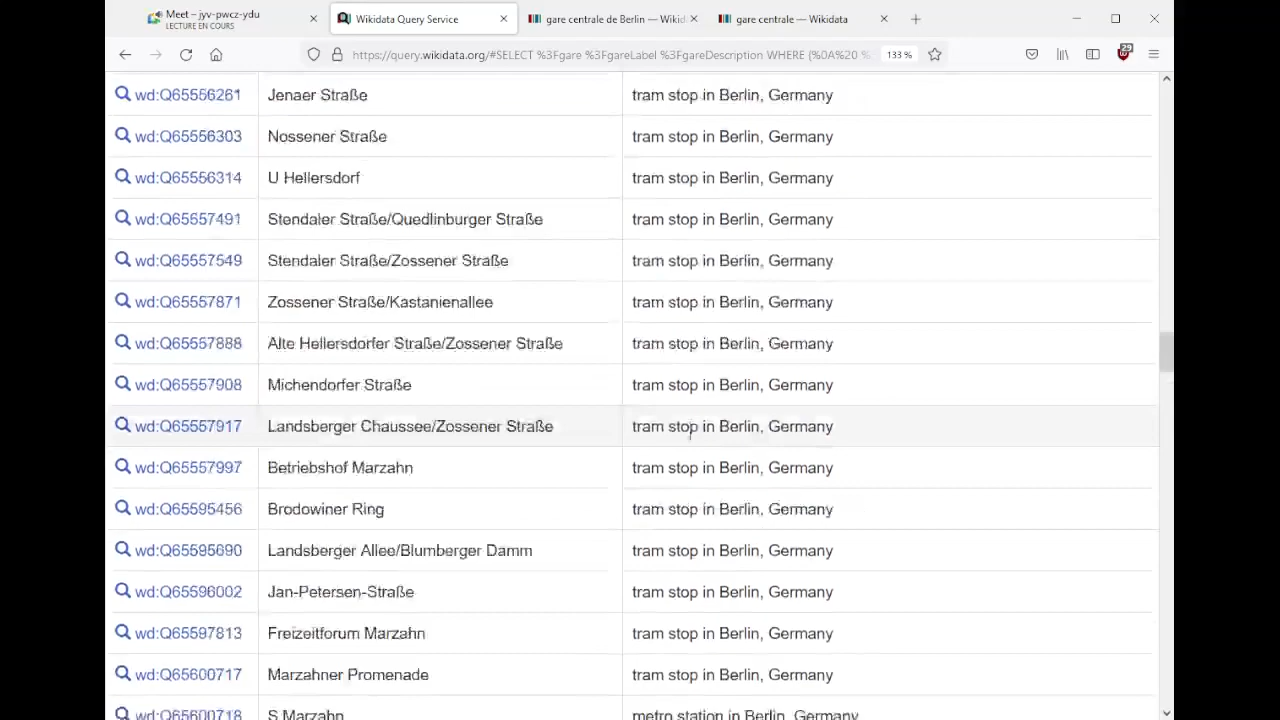 Meet – jyv-pwcz-ydu
LECTURE EN COURS
Wikidata Query Service
gare centrale de Berlin — Wikid
gare centrale — Wikidata
https://query.wikidata.org/#SELECT %3Fgare %3FgareLabel %3FgareDescription WHERE {%0A%20 %
133 %
29
wd:Q65556261 Jenaer Straße tram stop in Berlin, Germany
wd:Q65556303 Nossener Straße tram stop in Berlin, Germany
wd:Q65556314 U Hellersdorf tram stop in Berlin, Germany
wd:Q65557491 Stendaler Straße/Quedlinburger Straße tram stop in Berlin, Germany
wd:Q65557549 Stendaler Straße/Zossener Straße tram stop in Berlin, Germany
wd:Q65557871 Zossener Straße/Kastanienallee tram stop in Berlin, Germany
wd:Q65557888 Alte Hellersdorfer Straße/Zossener Straße tram stop in Berlin, Germany
wd:Q65557908 Michendorfer Straße tram stop in Berlin, Germany
wd:Q65557917 Landsberger Chaussee/Zossener Straße tram stop in Berlin, Germany
wd:Q65557997 Betriebshof Marzahn tram stop in Berlin, Germany
wd:Q65595456 Brodowiner Ring tram stop in Berlin, Germany
wd:Q65595690 Landsberger Allee/Blumberger Damm tram stop in Berlin, Germany
wd:Q65596002 Jan-Petersen-Straße tram stop in Berlin, Germany
wd:Q65597813 Freizeitforum Marzahn tram stop in Berlin, Germany
wd:Q65600717 Marzahner Promenade tram stop in Berlin, Germany
wd:Q65600718 S Marzahn metro station in Berlin, Germany